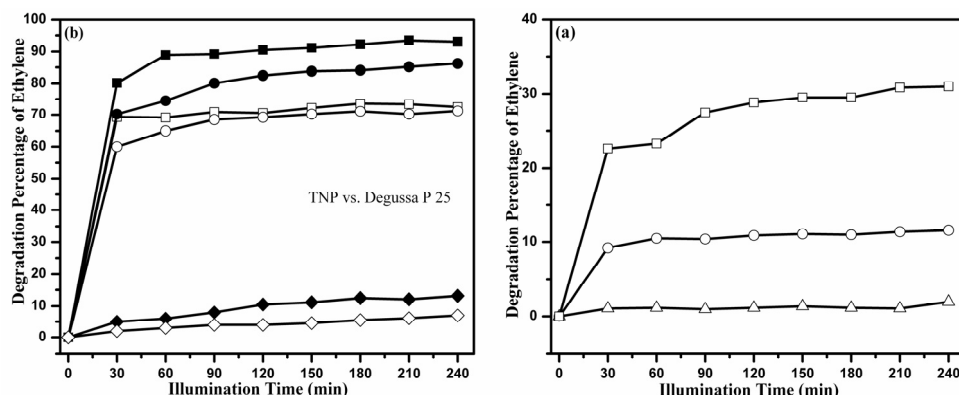 (b)
Degradation Percentage of Ethylene
100
90
80
70
60
50
40
30
20
10
0
TNP vs. Degussa P 25
0 30 60 90 120 150 180 210 240
Illumination Time (min)
(a)
Degradation Percentage of Ethylene
40
30
20
10
0
0 30 60 90 120 150 180 210 240
Illumination Time (min)